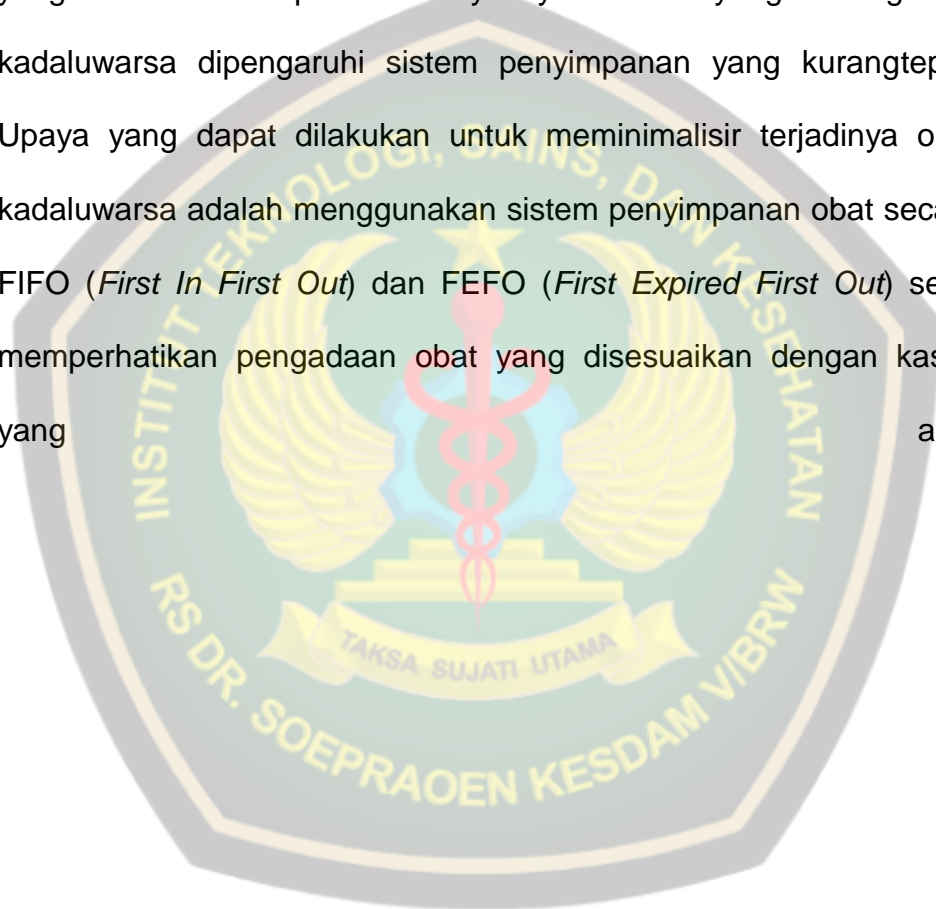 kadaluwarsa dipengaruhi sistem penyimpanan yang kurangtep
Upaya yang dapat dilakukan untuk meminimalisir terjadinya o
kadaluwarsa adalah menggunakan sistem penyimpanan obat seca
FIFO (First In First Out) dan FEFO (First Expired First Out) se
memperhatikan pengadaan obat yang disesuaikan dengan kas
yang a
INSTITUT TEKNOLOGI, SAINS, DAN KESEHATAN
TAKSA SUJATI UTAMA
RS DR. SOEPRAOEN KESDAM V/BRW